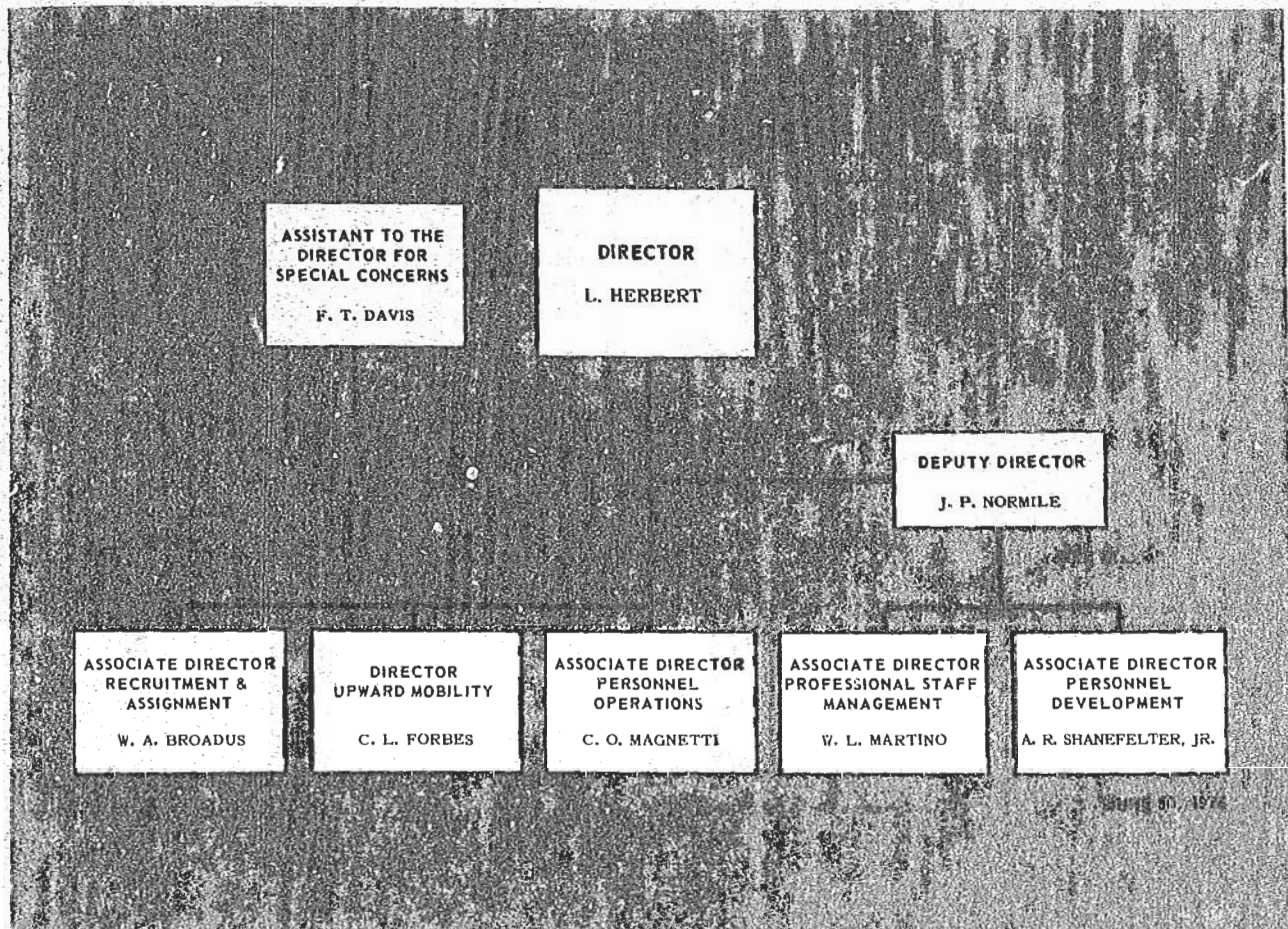 ASSISTANT TO THE
DIRECTOR FOR
SPECIAL CONCERNS
F. T. DAVIS
DIRECTOR
L. HERBERT
DEPUTY DIRECTOR
J. P. NORMILE
ASSOCIATE DIRECTOR
RECRUITMENT &
ASSIGNMENT
W. A. BROADUS
DIRECTOR
UPWARD MOBILITY
C. L. FORBES
ASSOCIATE DIRECTOR
PERSONNEL
OPERATIONS
C. O. MAGNETTI
ASSOCIATE DIRECTOR
PROFESSIONAL STAFF
MANAGEMENT
W. L. MARTINO
ASSOCIATE DIRECTOR
PERSONNEL
DEVELOPMENT
A. R. SHANEFELTER, JR.